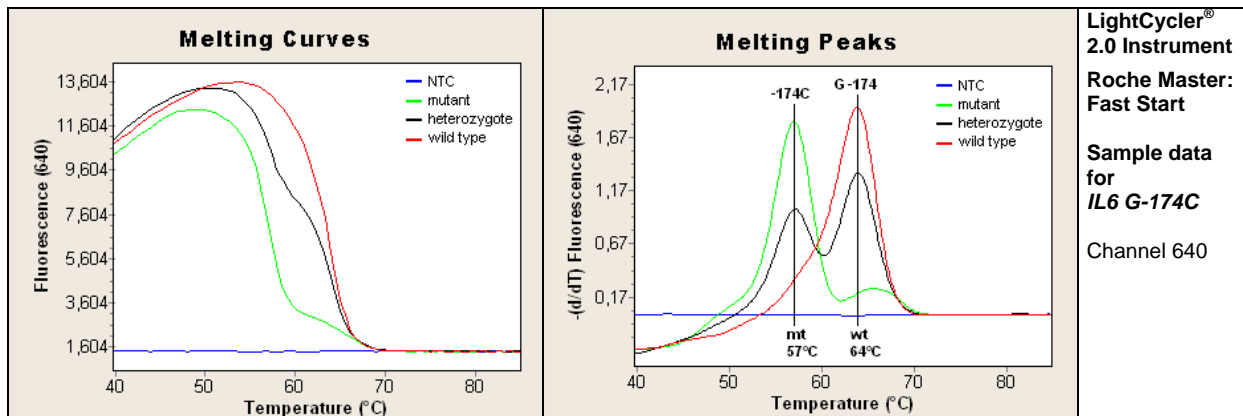 Melting Curves
13,604
11,604
9,604
7,604
5,604
3,604
1,604
Fluorescence (640)
NTC
mutant
heterozygote
wild type
40
50
60
70
80
Temperature (°C)
Melting Peaks
2,17
1,67
1,17
0,67
0,17
-(d/dT) Fluorescence (640)
-174C
G -174
NTC
mutant
heterozygote
wild type
mt
57°C
wt
64°C
40
50
60
70
80
Temperature (°C)
LightCycler®
2.0 Instrument
Roche Master:
Fast Start
Sample data
for
IL6 G-174C
Channel 640